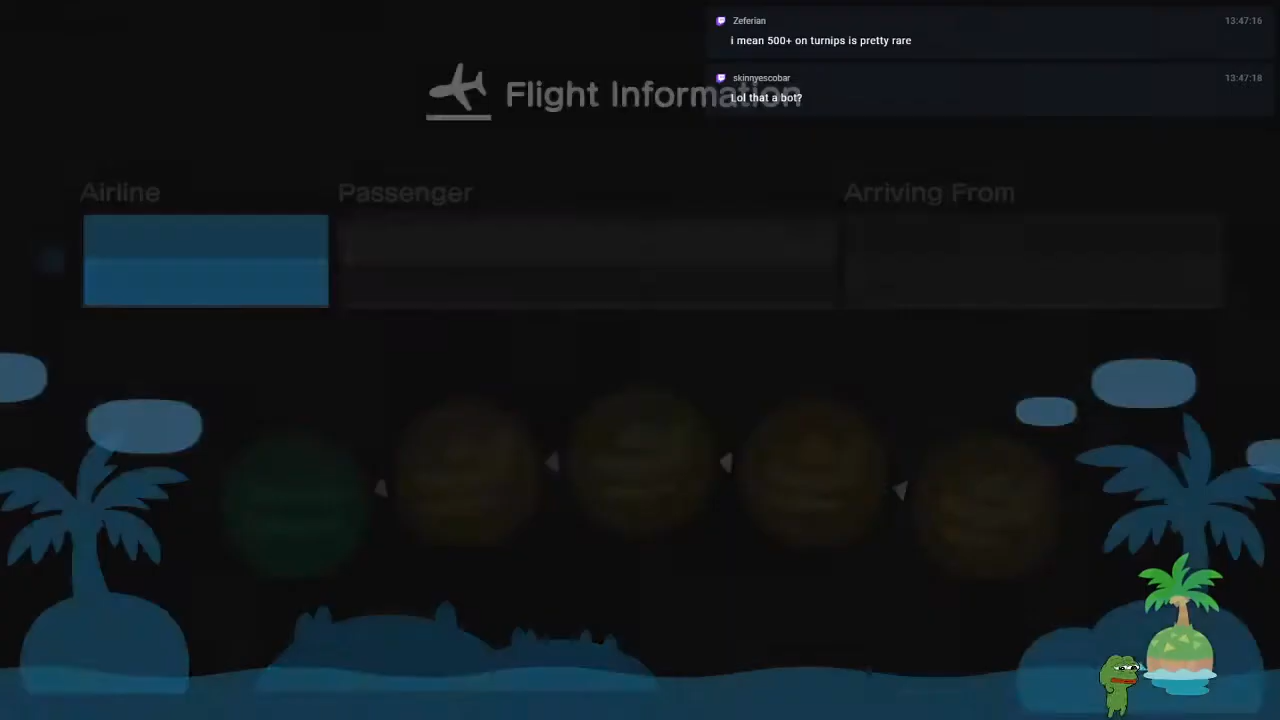 Zeferian 13:47:16
i mean 500+ on turnips is pretty rare
skinnyescobar 13:47:18
Lol that a bot?
Flight Information
Airline Passenger Arriving From